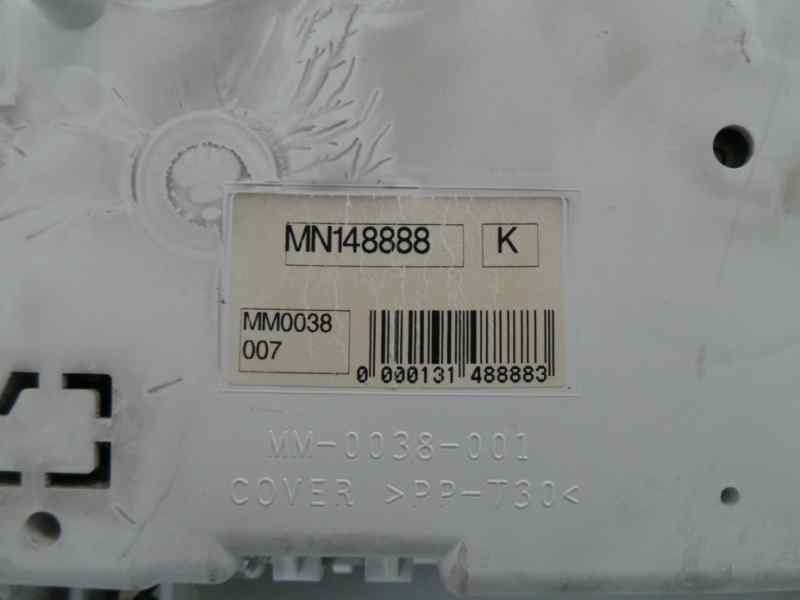 MN148888 K
MM0038
007
0 000131 488883
MM-0038-001
COVER >PP-T30<